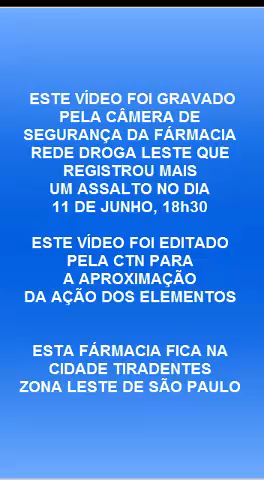 ESTE VÍDEO FOI GRAVADO
PELA CÂMERA DE
SEGURANÇA DA FÁRMACIA
REDE DROGA LESTE QUE
REGISTROU MAIS
UM ASSALTO NO DIA
11 DE JUNHO, 18h30
ESTE VÍDEO FOI EDITADO
PELA CTN PARA
A APROXIMAÇÃO
DA AÇÃO DOS ELEMENTOS
ESTA FÁRMACIA FICA NA
CIDADE TIRADENTES
ZONA LESTE DE SÃO PAULO